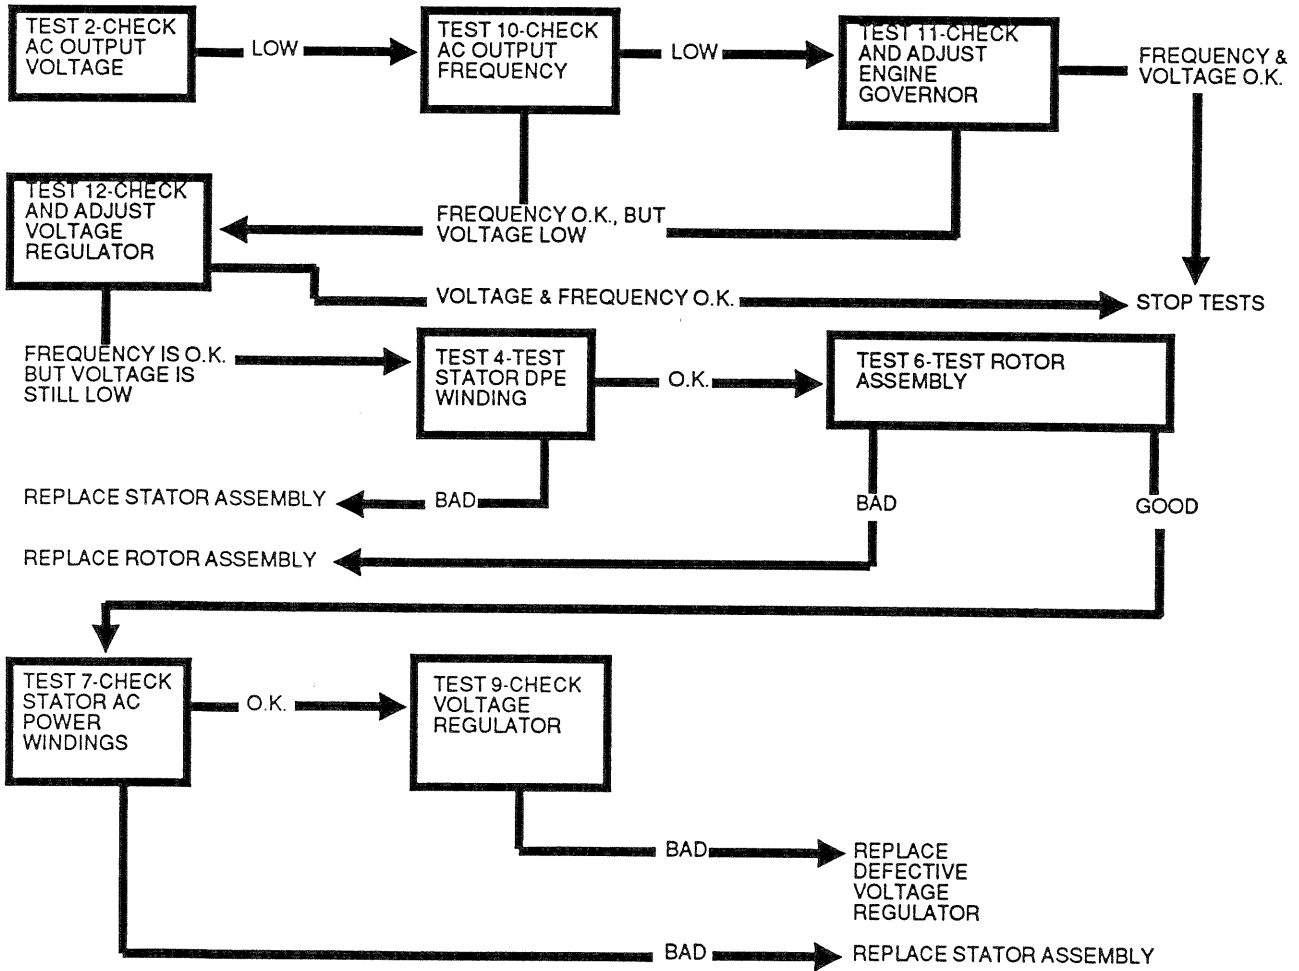 TEST 2-CHECK
AC OUTPUT
VOLTAGE
LOW
TEST 10-CHECK
AC OUTPUT
FREQUENCY
LOW
TEST 11-CHECK
AND ADJUST
ENGINE
GOVERNOR
FREQUENCY &
VOLTAGE O.K.
TEST 12-CHECK
AND ADJUST
VOLTAGE
REGULATOR
FREQUENCY O.K., BUT
VOLTAGE LOW
VOLTAGE & FREQUENCY O.K.
STOP TESTS
FREQUENCY IS O.K.
BUT VOLTAGE IS
STILL LOW
TEST 4-TEST
STATOR DPE
WINDING
O.K.
TEST 6-TEST ROTOR
ASSEMBLY
REPLACE STATOR ASSEMBLY
BAD
BAD
GOOD
REPLACE ROTOR ASSEMBLY
TEST 7-CHECK
STATOR AC
POWER
WINDINGS
O.K.
TEST 9-CHECK
VOLTAGE
REGULATOR
BAD
REPLACE
DEFECTIVE
VOLTAGE
REGULATOR
BAD
REPLACE STATOR ASSEMBLY